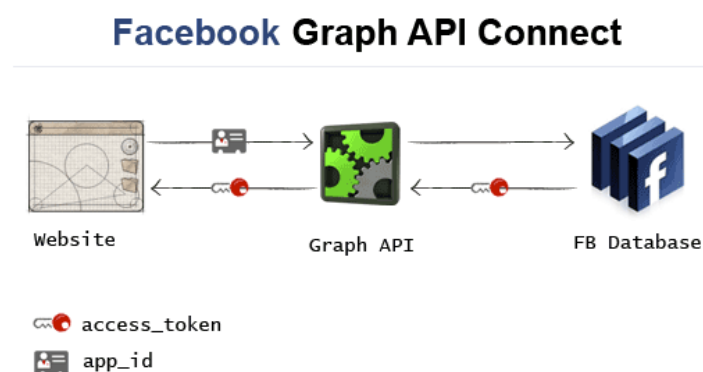 Facebook Graph API Connect
Website
Graph API
FB Database
access_token
app_id